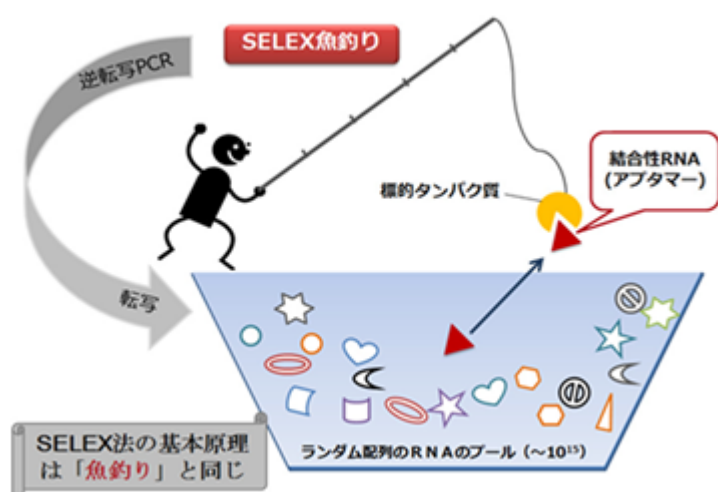 SELEX魚釣り
逆転写PCR
結合性RNA
(アプタマー)
標的タンパク質
転写
SELEX法の基本原理
は「魚釣り」と同じ
ランダム配列のＲＮＡのプール（～10¹⁵）